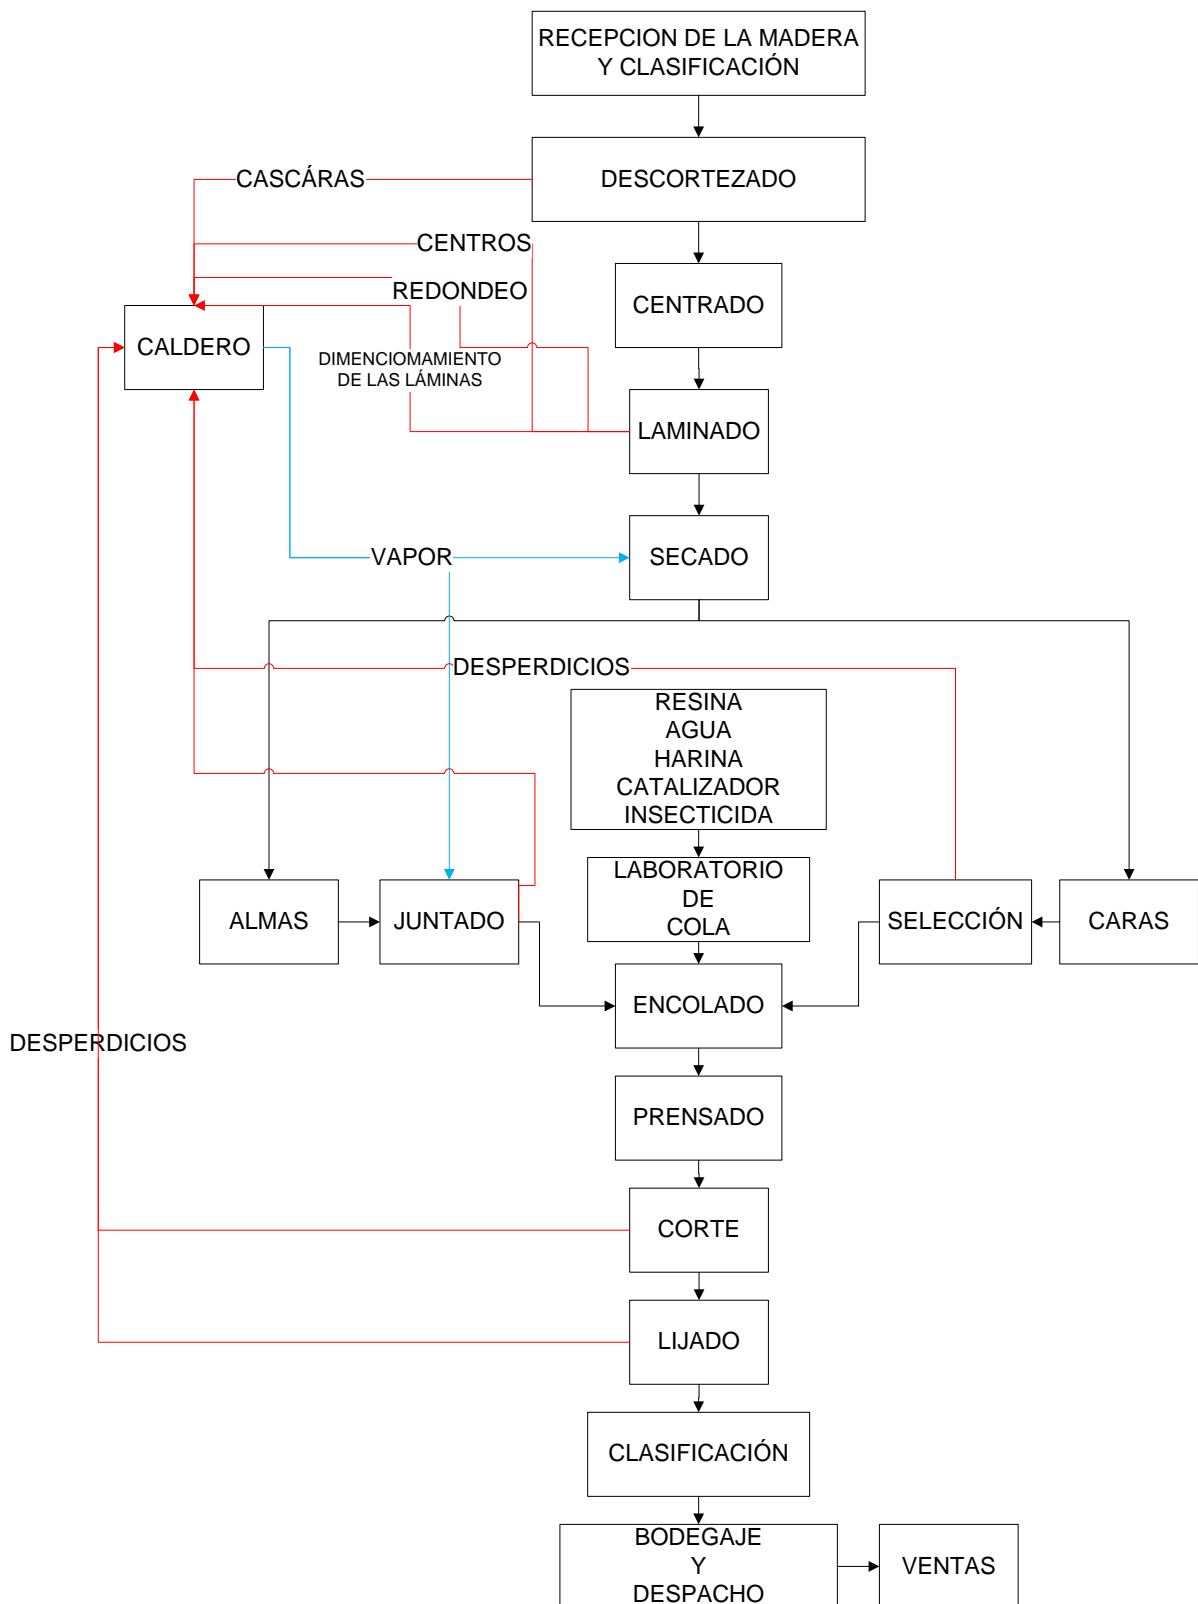 RECEPCION DE LA MADERA
Y CLASIFICACIÓN
DESCORTEZADO
CASCÁRAS
CENTROS
CENTRADO
REDONDEO
CALDERO
DIMENCIOMAMIENTO
DE LAS LÁMINAS
LAMINADO
VAPOR
SECADO
DESPERDICIOS
RESINA
AGUA
HARINA
CATALIZADOR
INSECTICIDA
LABORATORIO
DE
COLA
ALMAS
JUNTADO
SELECCIÓN
CARAS
ENCOLADO
DESPERDICIOS
PRENSADO
CORTE
LIJADO
CLASIFICACIÓN
BODEGAJE
Y
DESPACHO
VENTAS